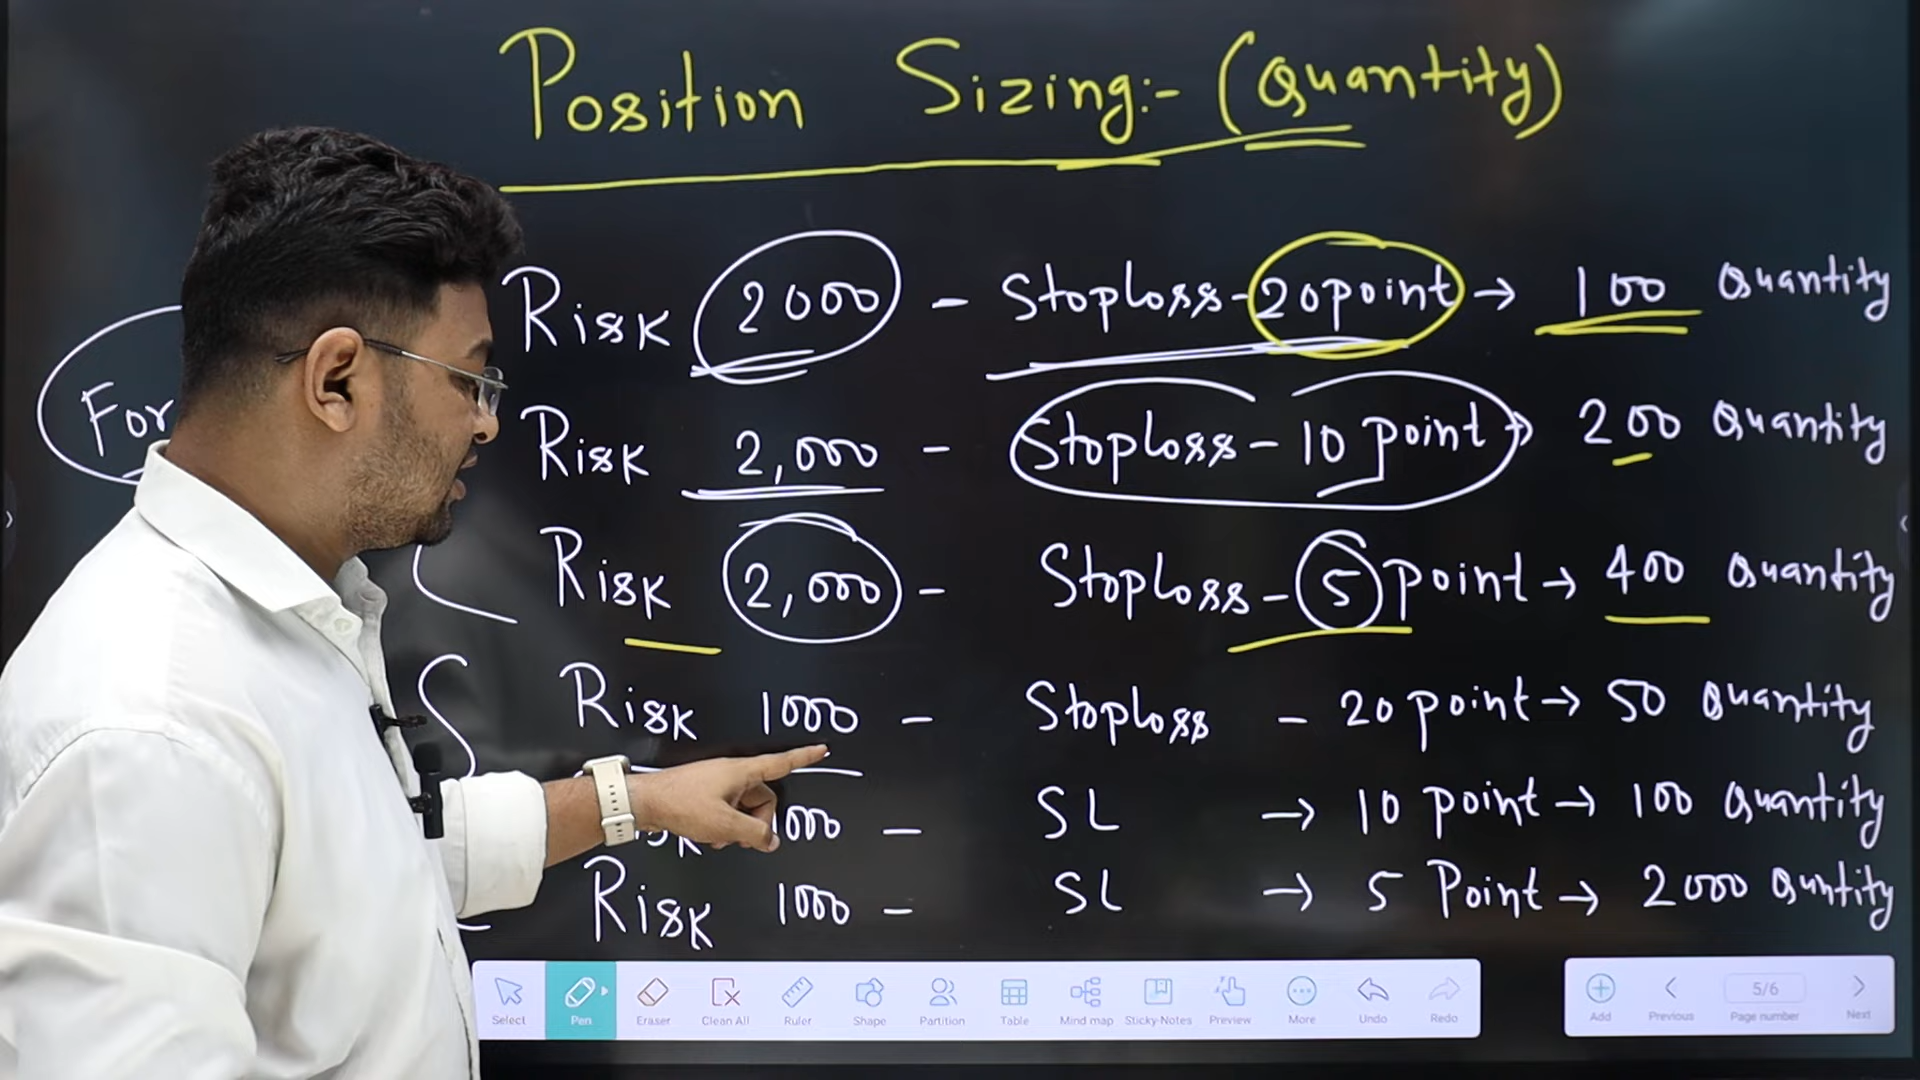 Position Sizing:- (Quantity)
Risk 2000 - Stoploss - 20 point → 100 Quantity
For
Risk 2,000 - Stoploss - 10 point → 200 Quantity
Risk 2,000 - Stoploss - 5 point → 400 Quantity
Risk 1000 - Stoploss - 20 point → 50 Quantity
1000 - SL → 10 point → 100 Quantity
Risk 1000 - SL → 5 Point → 2000 Quntity
Select Pen Eraser Clean All Ruler Shape Partition Table Mind map Sticky-Notes Preview More Undo Redo
Add Previous 5/6 Page number Next